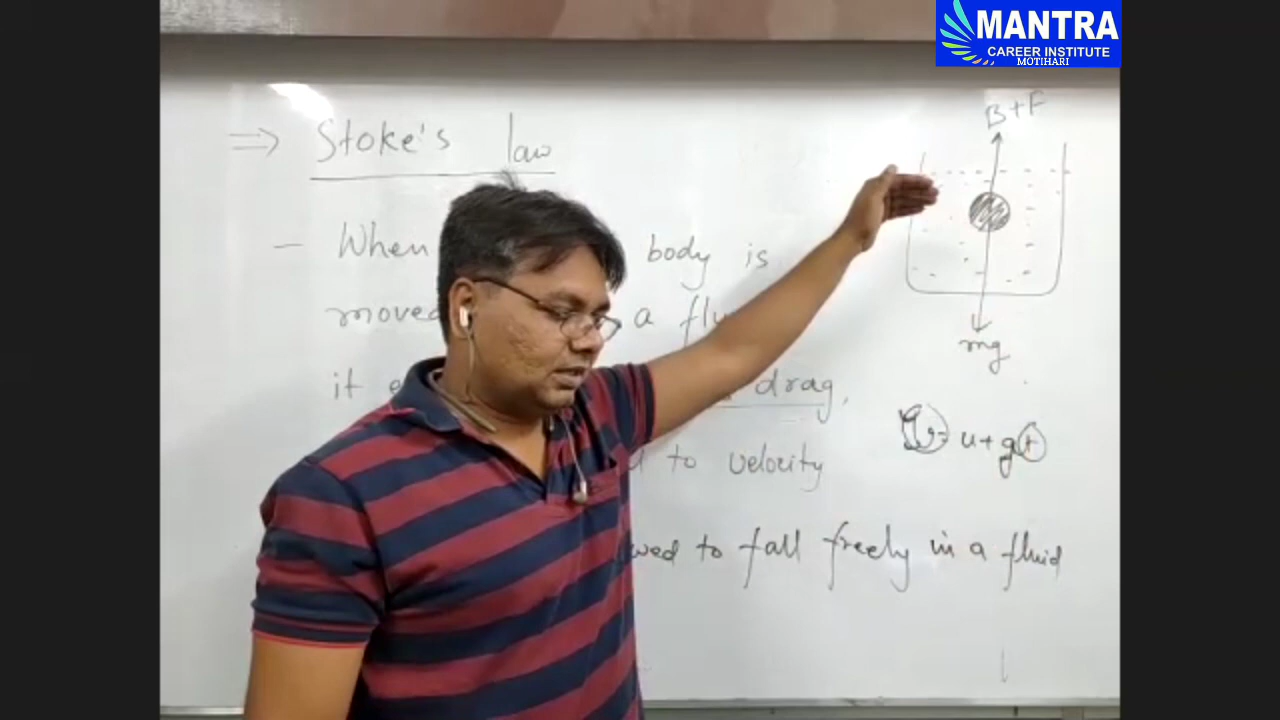 MANTRA
CAREER INSTITUTE
MOTIHARI
B+F
⇒ Stoke's law
- When body is
moved a
it drag,
mg
= u+gt
to velocity
to fall freely in a fluid